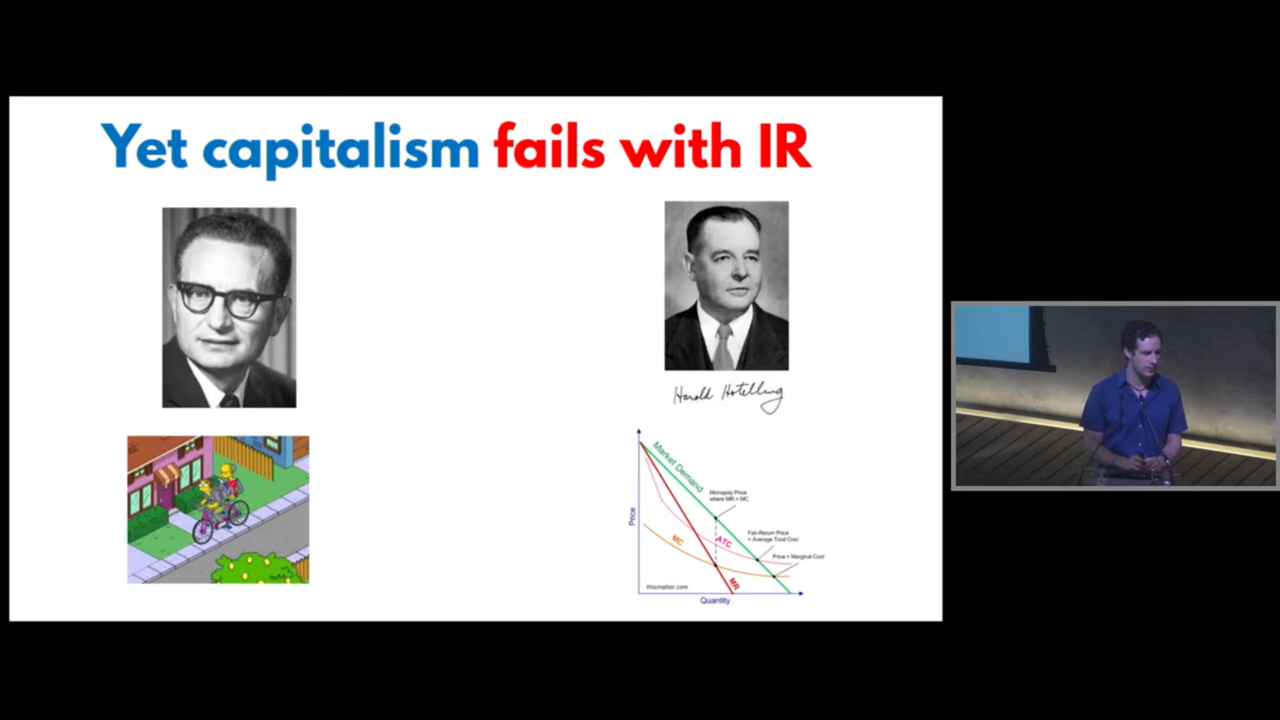 Yet capitalism fails with IR
Harold Hotelling
Market Demand
Monopoly Price
where MR = MC
Fair-Return Price
= Average Total Cost
Price = Marginal Cost
Price
MC
ATC
MR
thismatter.com
Quantity